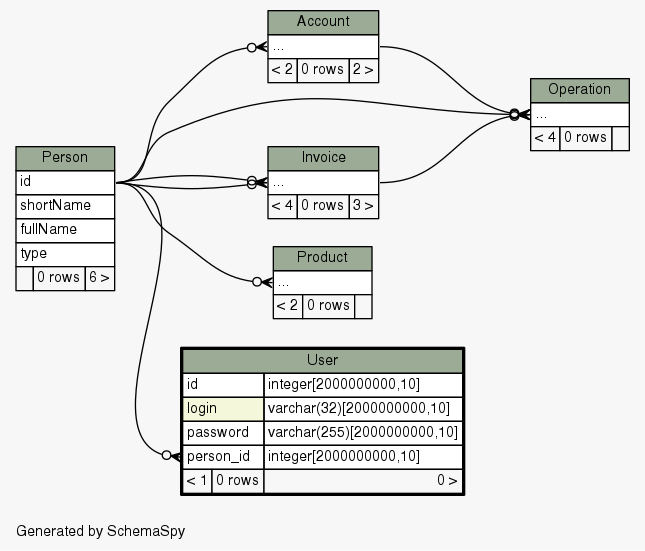 Account
...
< 2 0 rows 2 >
Operation
...
< 4 0 rows
Person
id
shortName
fullName
type
0 rows 6 >
Invoice
...
< 4 0 rows 3 >
Product
...
< 2 0 rows
User
id integer[2000000000,10]
login varchar(32)[2000000000,10]
password varchar(255)[2000000000,10]
person_id integer[2000000000,10]
< 1 0 rows 0 >
Generated by SchemaSpy